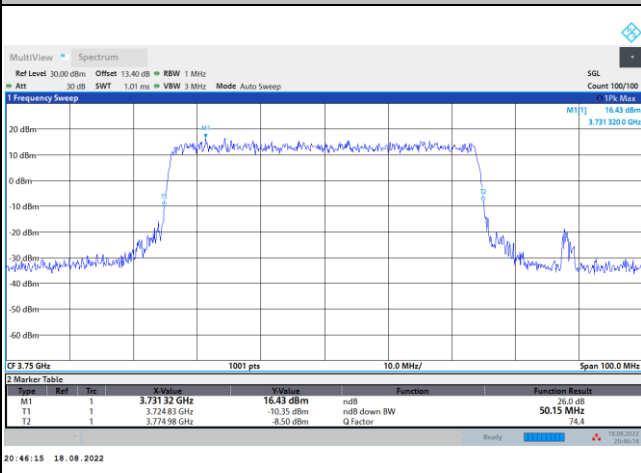 MultiView Spectrum
Ref Level 30.00 dBm Offset 13.40 dB RBW 1 MHz SGL
Att 30 dB SWT 1.01 ms VBW 3 MHz Mode Auto Sweep Count 100/100
1 Frequency Sweep 1Pk Max
M1[1] 16.43 dBm
3.731 320 0 GHz
M1
20 dBm
10 dBm
0 dBm
T1 T2
-10 dBm
-20 dBm
-30 dBm
-40 dBm
-50 dBm
-60 dBm
CF 3.75 GHz 1001 pts 10.0 MHz/ Span 100.0 MHz
2 Marker Table
Type Ref Trc X-Value Y-Value Function Function Result
M1 1 3.731 32 GHz 16.43 dBm ndB 26.0 dB
T1 1 3.724 83 GHz -10.35 dBm ndB down BW 50.15 MHz
T2 1 3.774 98 GHz -8.50 dBm Q Factor 74.4
Ready 18.08.2022
20:46:14
20:46:15 18.08.2022